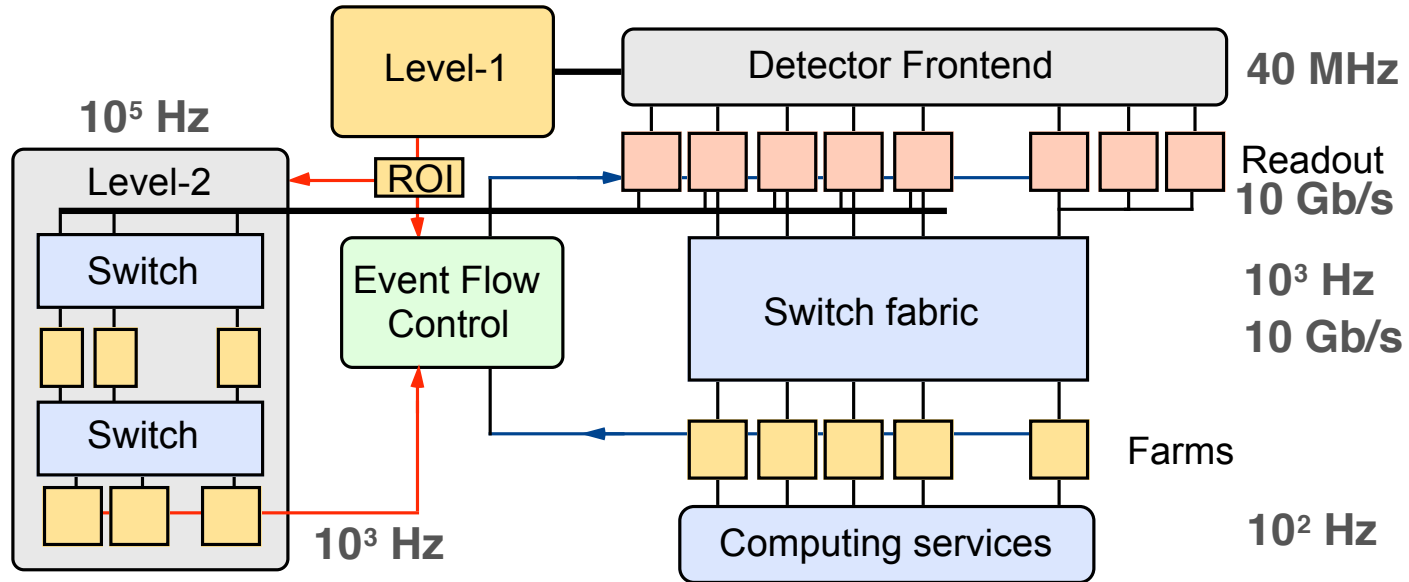 Level-1
Detector Frontend
40 MHz
10⁵ Hz
Level-2
ROI
Readout
10 Gb/s
Switch
Event Flow
Control
Switch fabric
10³ Hz
10 Gb/s
Switch
Farms
10³ Hz
Computing services
10² Hz